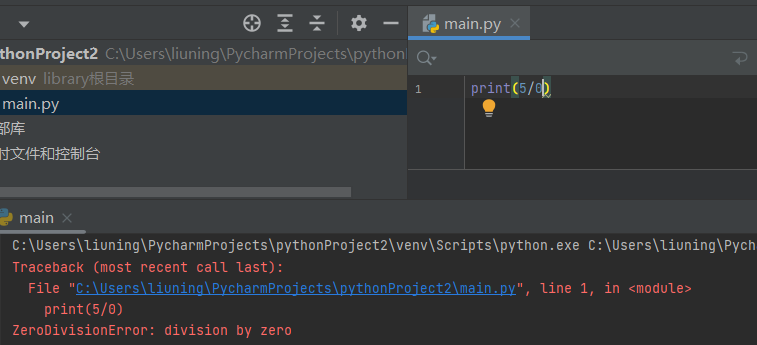 main.py
thonProject2 C:\Users\liuning\PycharmProjects\python
venv library根目录
main.py
部库
时文件和控制台
1 print(5/0)
main
C:\Users\liuning\PycharmProjects\pythonProject2\venv\Scripts\python.exe C:\Users\liuning\Pych
Traceback (most recent call last):
File "C:\Users\liuning\PycharmProjects\pythonProject2\main.py", line 1, in <module>
print(5/0)
ZeroDivisionError: division by zero